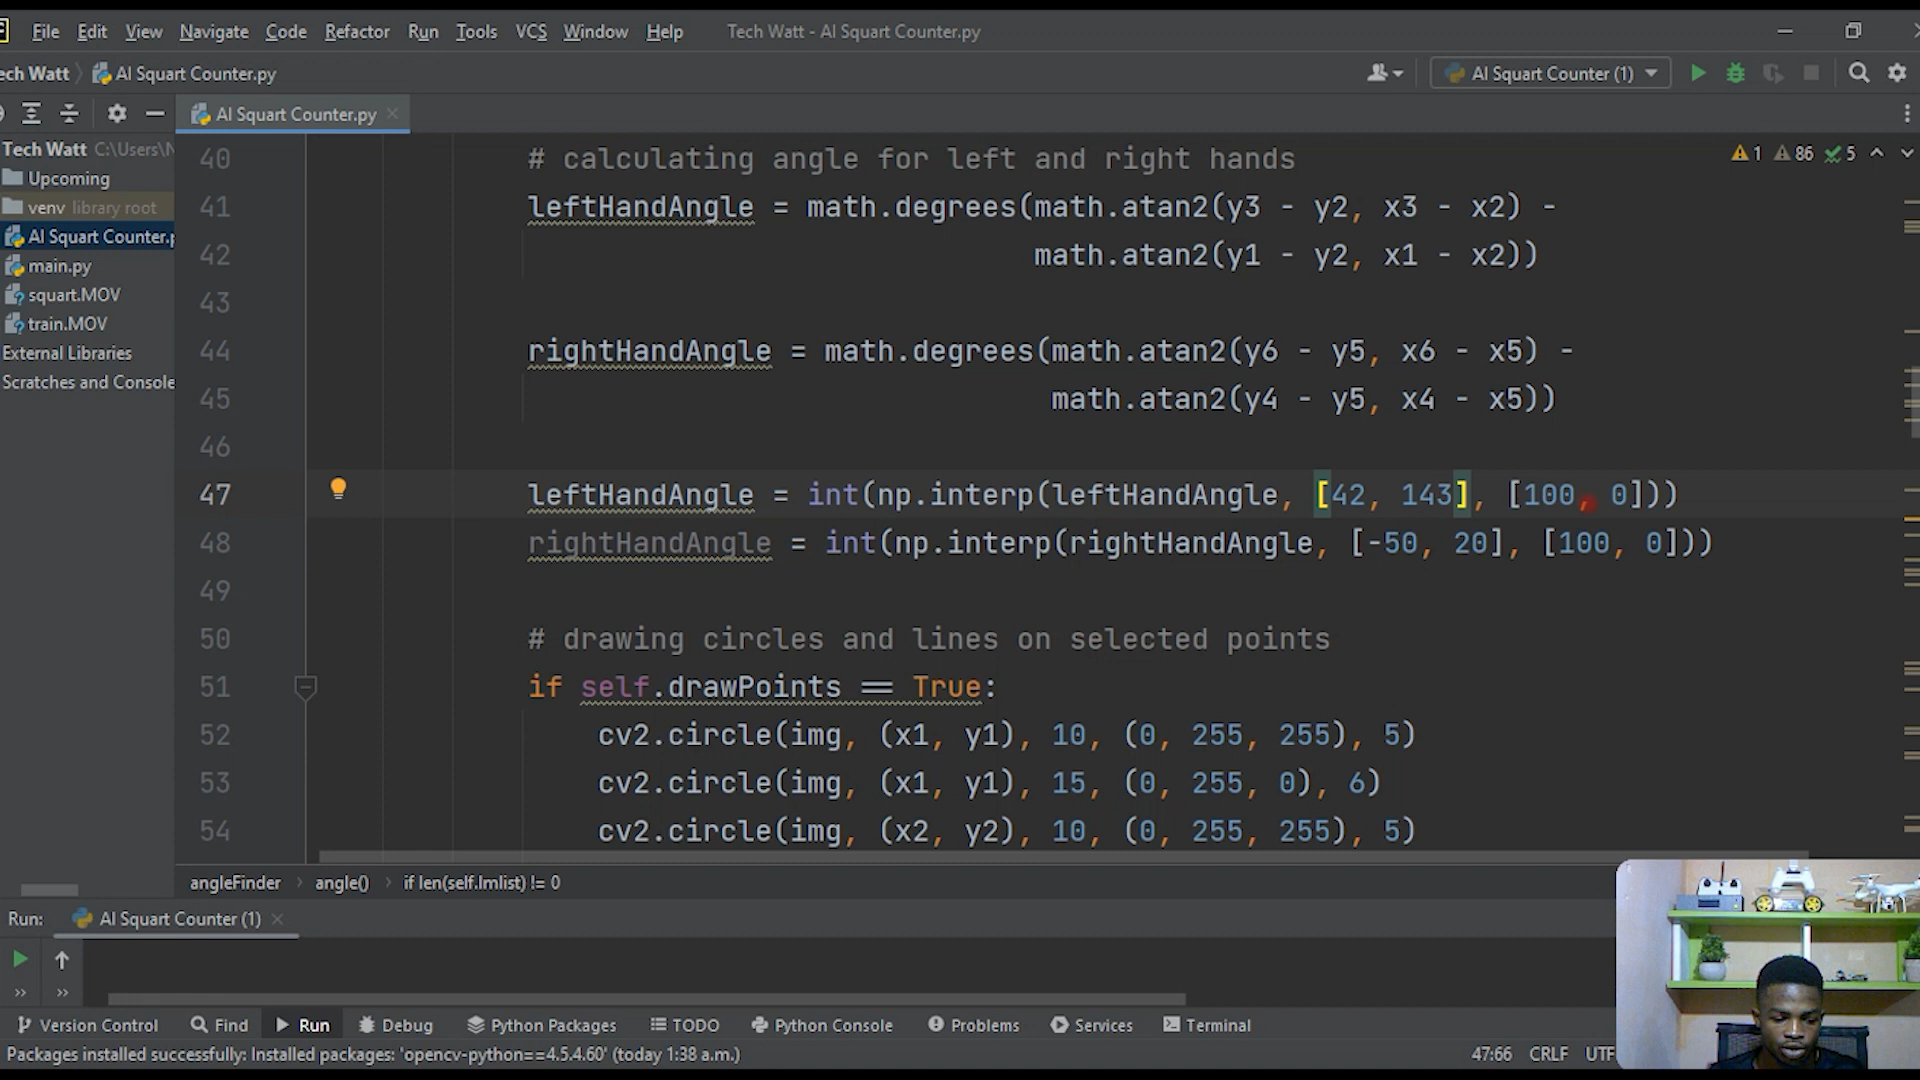 File Edit View Navigate Code Refactor Run Tools VCS Window Help Tech Watt - AI Squart Counter.py
ech Watt AI Squart Counter.py AI Squart Counter (1)
AI Squart Counter.py
Tech Watt C:\Users\N
Upcoming
venv library root
AI Squart Counter.p
main.py
squart.MOV
train.MOV
External Libraries
Scratches and Console
1 86 5
40 # calculating angle for left and right hands
41 leftHandAngle = math.degrees(math.atan2(y3 - y2, x3 - x2) -
42 math.atan2(y1 - y2, x1 - x2))
43
44 rightHandAngle = math.degrees(math.atan2(y6 - y5, x6 - x5) -
45 math.atan2(y4 - y5, x4 - x5))
46
47 leftHandAngle = int(np.interp(leftHandAngle, [42, 143], [100, 0]))
48 rightHandAngle = int(np.interp(rightHandAngle, [-50, 20], [100, 0]))
49
50 # drawing circles and lines on selected points
51 if self.drawPoints == True:
52 cv2.circle(img, (x1, y1), 10, (0, 255, 255), 5)
53 cv2.circle(img, (x1, y1), 15, (0, 255, 0), 6)
54 cv2.circle(img, (x2, y2), 10, (0, 255, 255), 5)
angleFinder angle() if len(self.lmlist) != 0
Run: AI Squart Counter (1)
Version Control Find Run Debug Python Packages TODO Python Console Problems Services Terminal
Packages installed successfully: Installed packages: 'opencv-python==4.5.4.60' (today 1:38 a.m.) 47:66 CRLF UTF